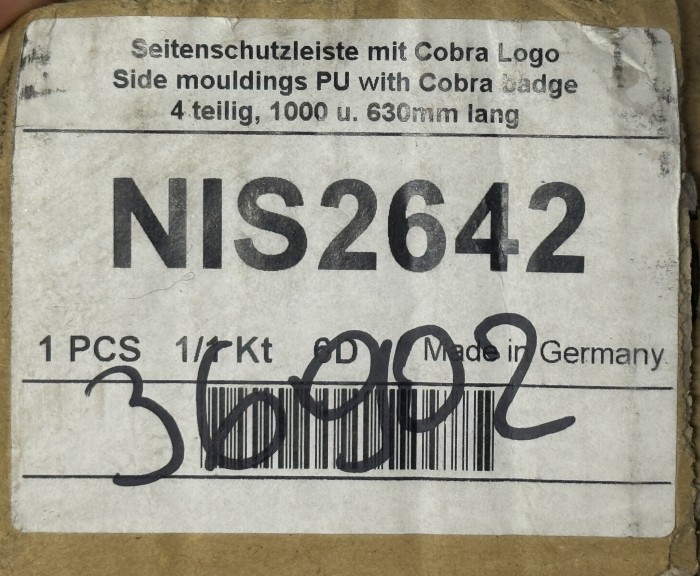 Seitenschutzleiste mit Cobra Logo
Side mouldings PU with Cobra badge
4 teilig, 1000 u. 630mm lang
NIS2642
1 PCS 1/1 Kt 6D Made in Germany
36902